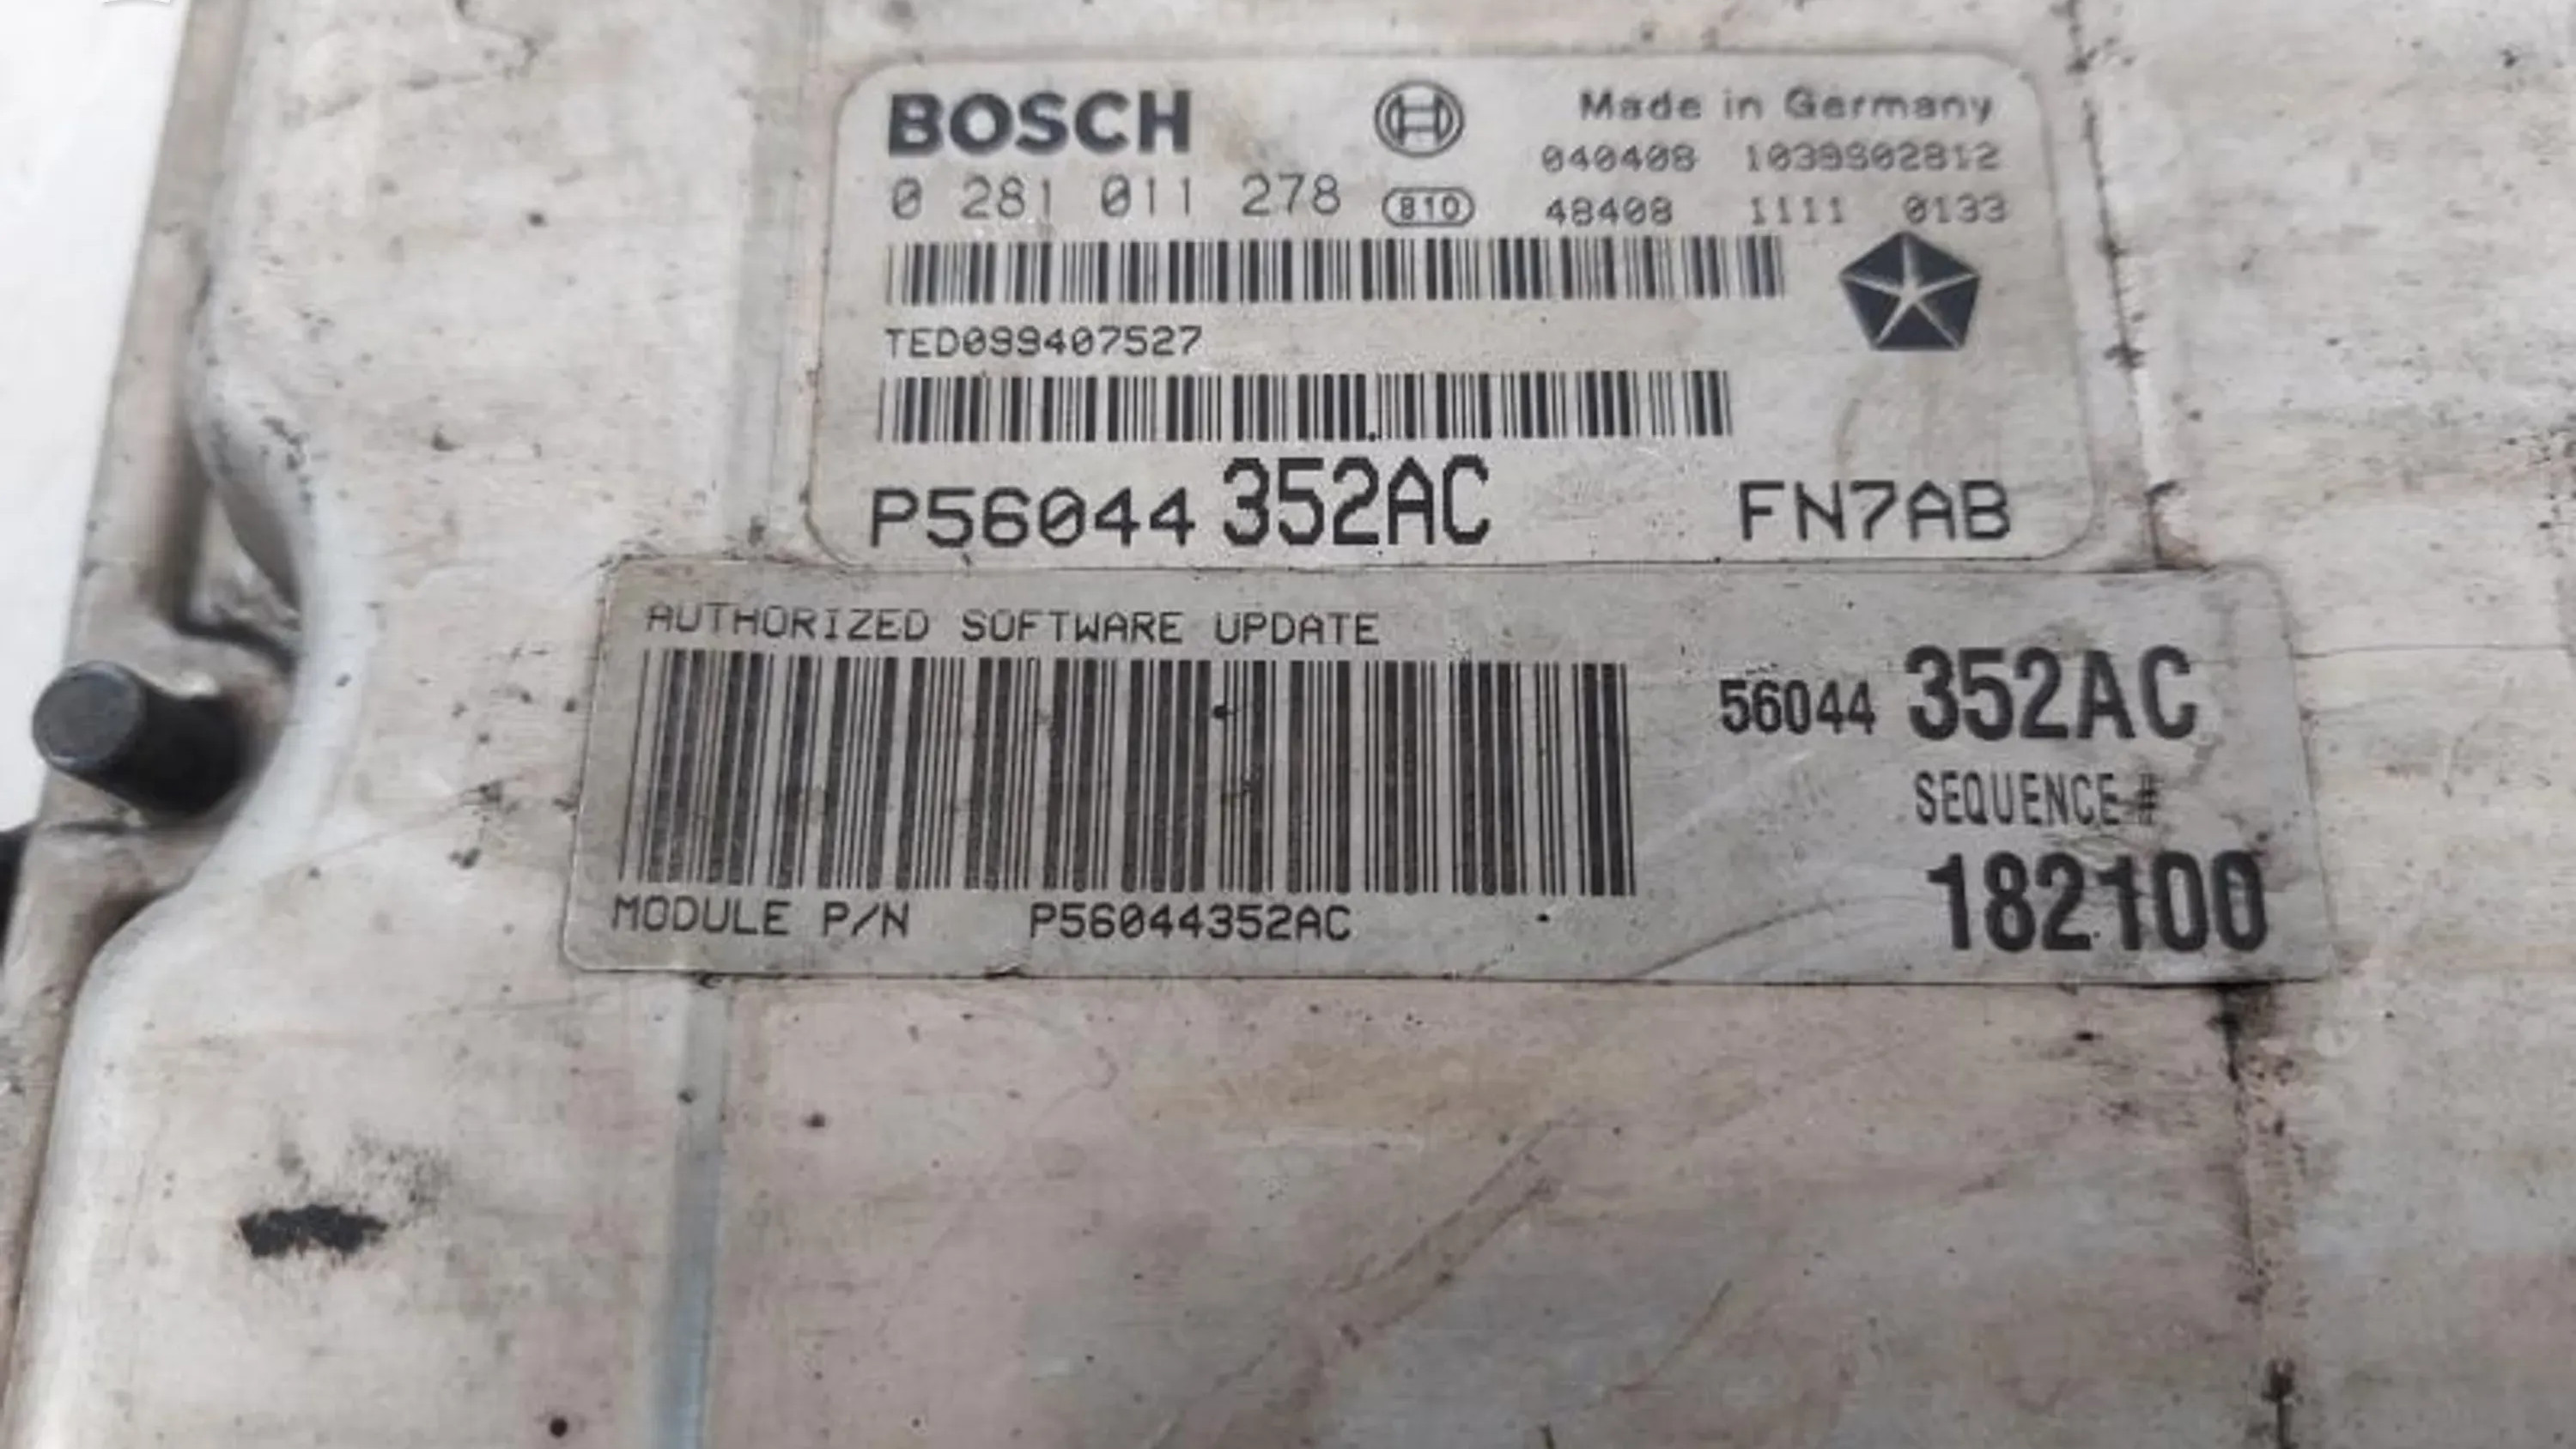 BOSCH
Made in Germany
040408 1039S02812
0 281 011 278 810 48408 1111 0133
TED099407527
P56044 352AC FN7AB
AUTHORIZED SOFTWARE UPDATE
56044 352AC
SEQUENCE #
182100
MODULE P/N P56044352AC